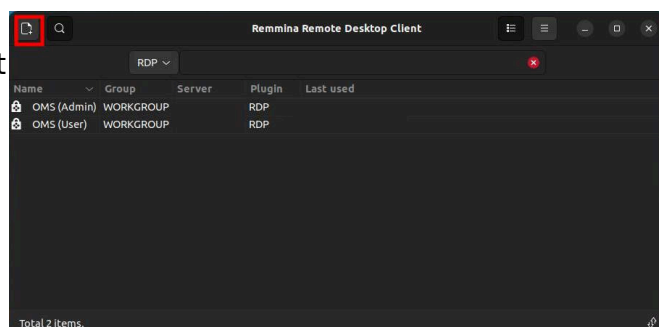 Remmina Remote Desktop Client
t
RDP
Name Group Server Plugin Last used
OMS (Admin) WORKGROUP RDP
OMS (User) WORKGROUP RDP
Total 2 items.